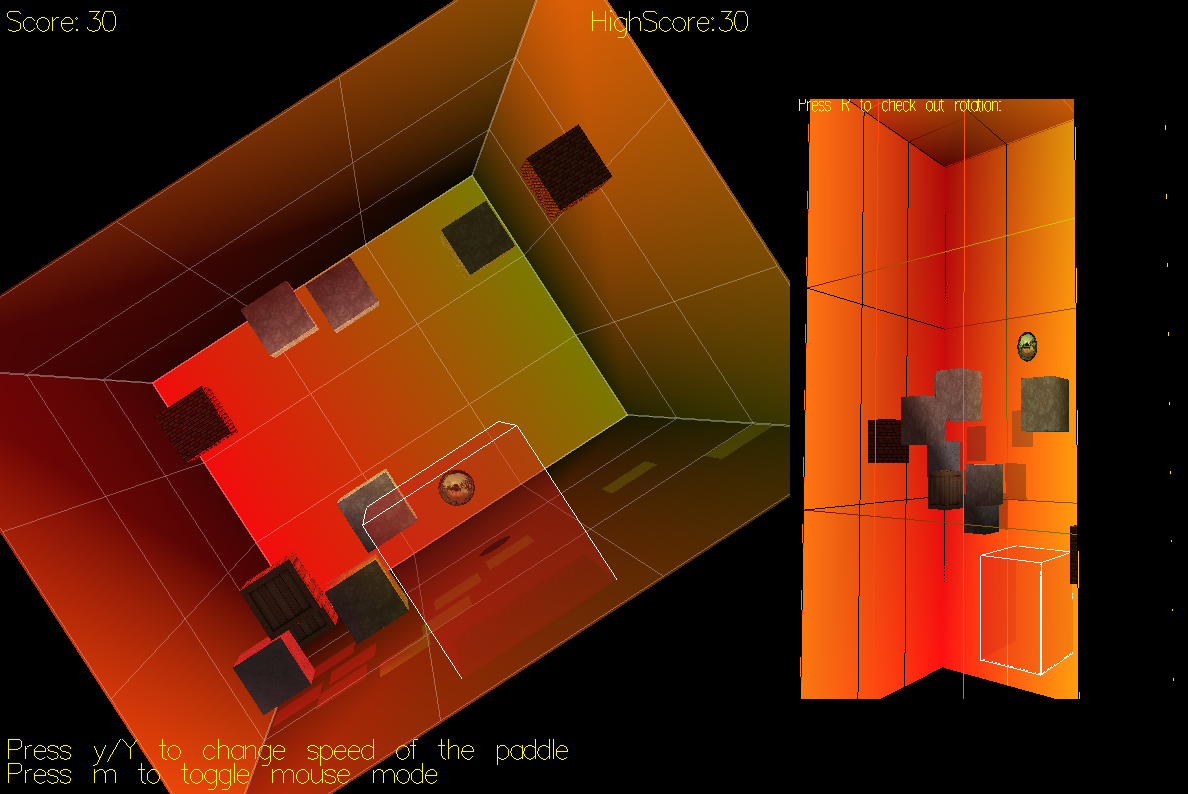 Score: 30
HighScore:30
Press 'R' to check out rotation:
Press y/Y to change speed of the paddle
Press m to toggle mouse mode